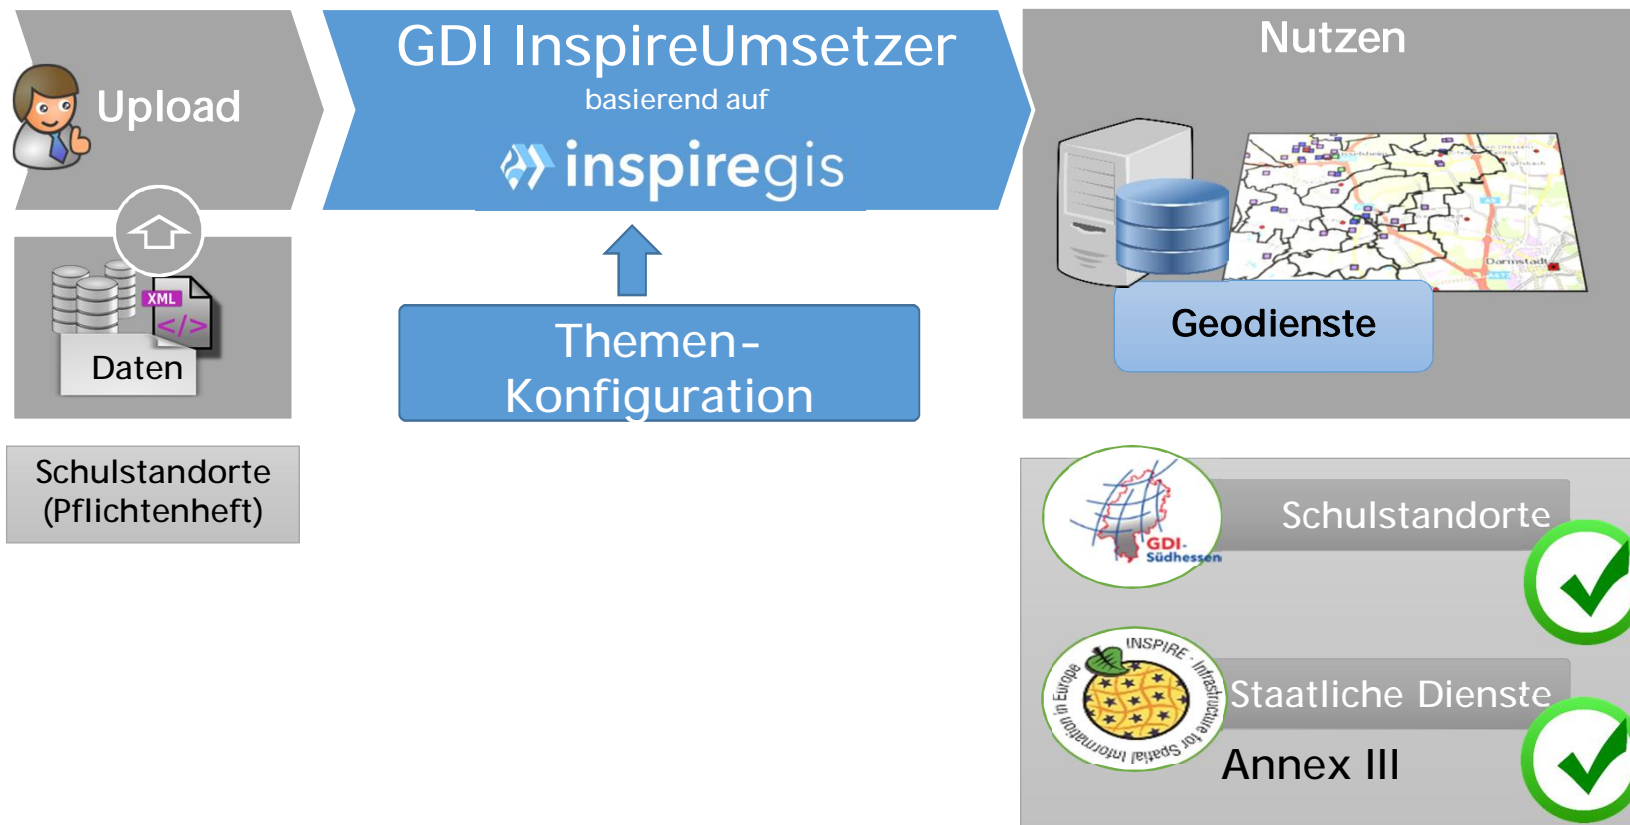 Upload
GDI InspireUmsetzer
basierend auf
inspiregis
Nutzen
XML
</>
Daten
Themen-
Konfiguration
Darmstadt
Geodienste
Schulstandorte
(Pflichtenheft)
GDI-
Südhessen
Schulstandorte
INSPIRE - Infrastructure for Spatial Information in Europe
Staatliche Dienste
Annex III